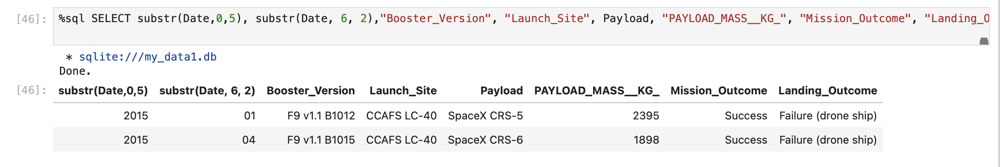 [46]: %sql SELECT substr(Date,0,5), substr(Date, 6, 2),"Booster_Version", "Launch_Site", Payload, "PAYLOAD_MASS__KG_", "Mission_Outcome", "Landing_O
* sqlite:///my_data1.db
Done.
[46]: substr(Date,0,5) substr(Date, 6, 2) Booster_Version Launch_Site Payload PAYLOAD_MASS__KG_ Mission_Outcome Landing_Outcome
2015 01 F9 v1.1 B1012 CCAFS LC-40 SpaceX CRS-5 2395 Success Failure (drone ship)
2015 04 F9 v1.1 B1015 CCAFS LC-40 SpaceX CRS-6 1898 Success Failure (drone ship)